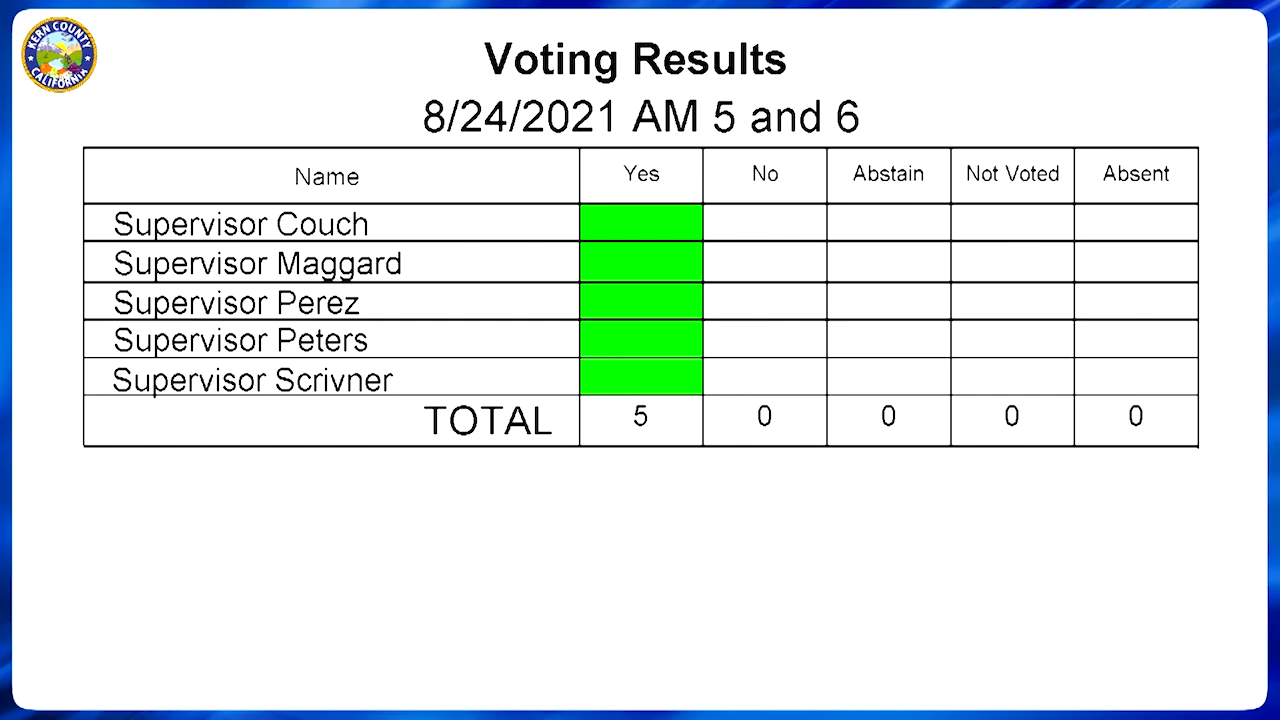 KERN COUNTY
CALIFORNIA
Voting Results
8/24/2021 AM 5 and 6
Name Yes No Abstain Not Voted Absent
Supervisor Couch
Supervisor Maggard
Supervisor Perez
Supervisor Peters
Supervisor Scrivner
TOTAL 5 0 0 0 0